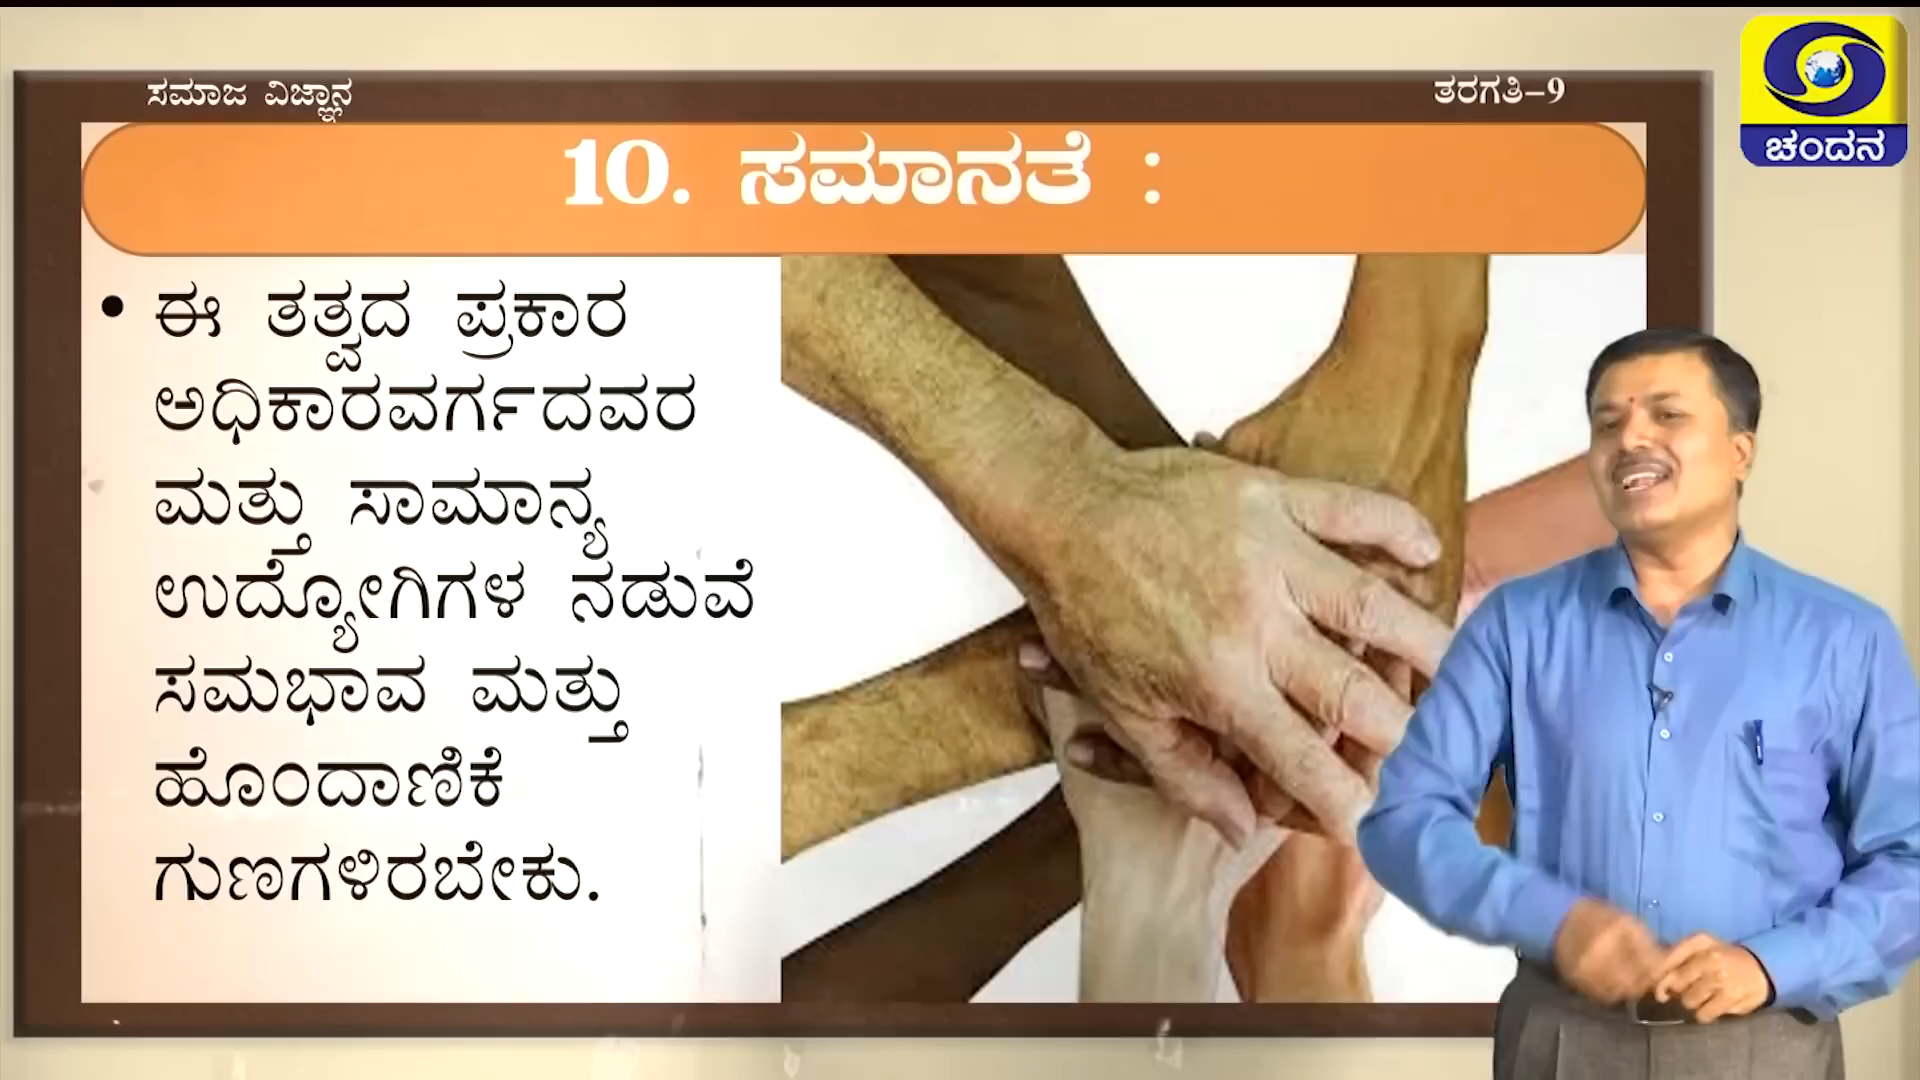 ಸಮಾಜ ವಿಜ್ಞಾನ
ತರಗತಿ-9
ಚಂದನ
10. ಸಮಾನತೆ :
• ಈ ತತ್ವದ ಪ್ರಕಾರ
ಅಧಿಕಾರವರ್ಗದವರ
ಮತ್ತು ಸಾಮಾನ್ಯ
ಉದ್ಯೋಗಿಗಳ ನಡುವೆ
ಸಮಭಾವ ಮತ್ತು
ಹೊಂದಾಣಿಕೆ
ಗುಣಗಳಿರಬೇಕು.